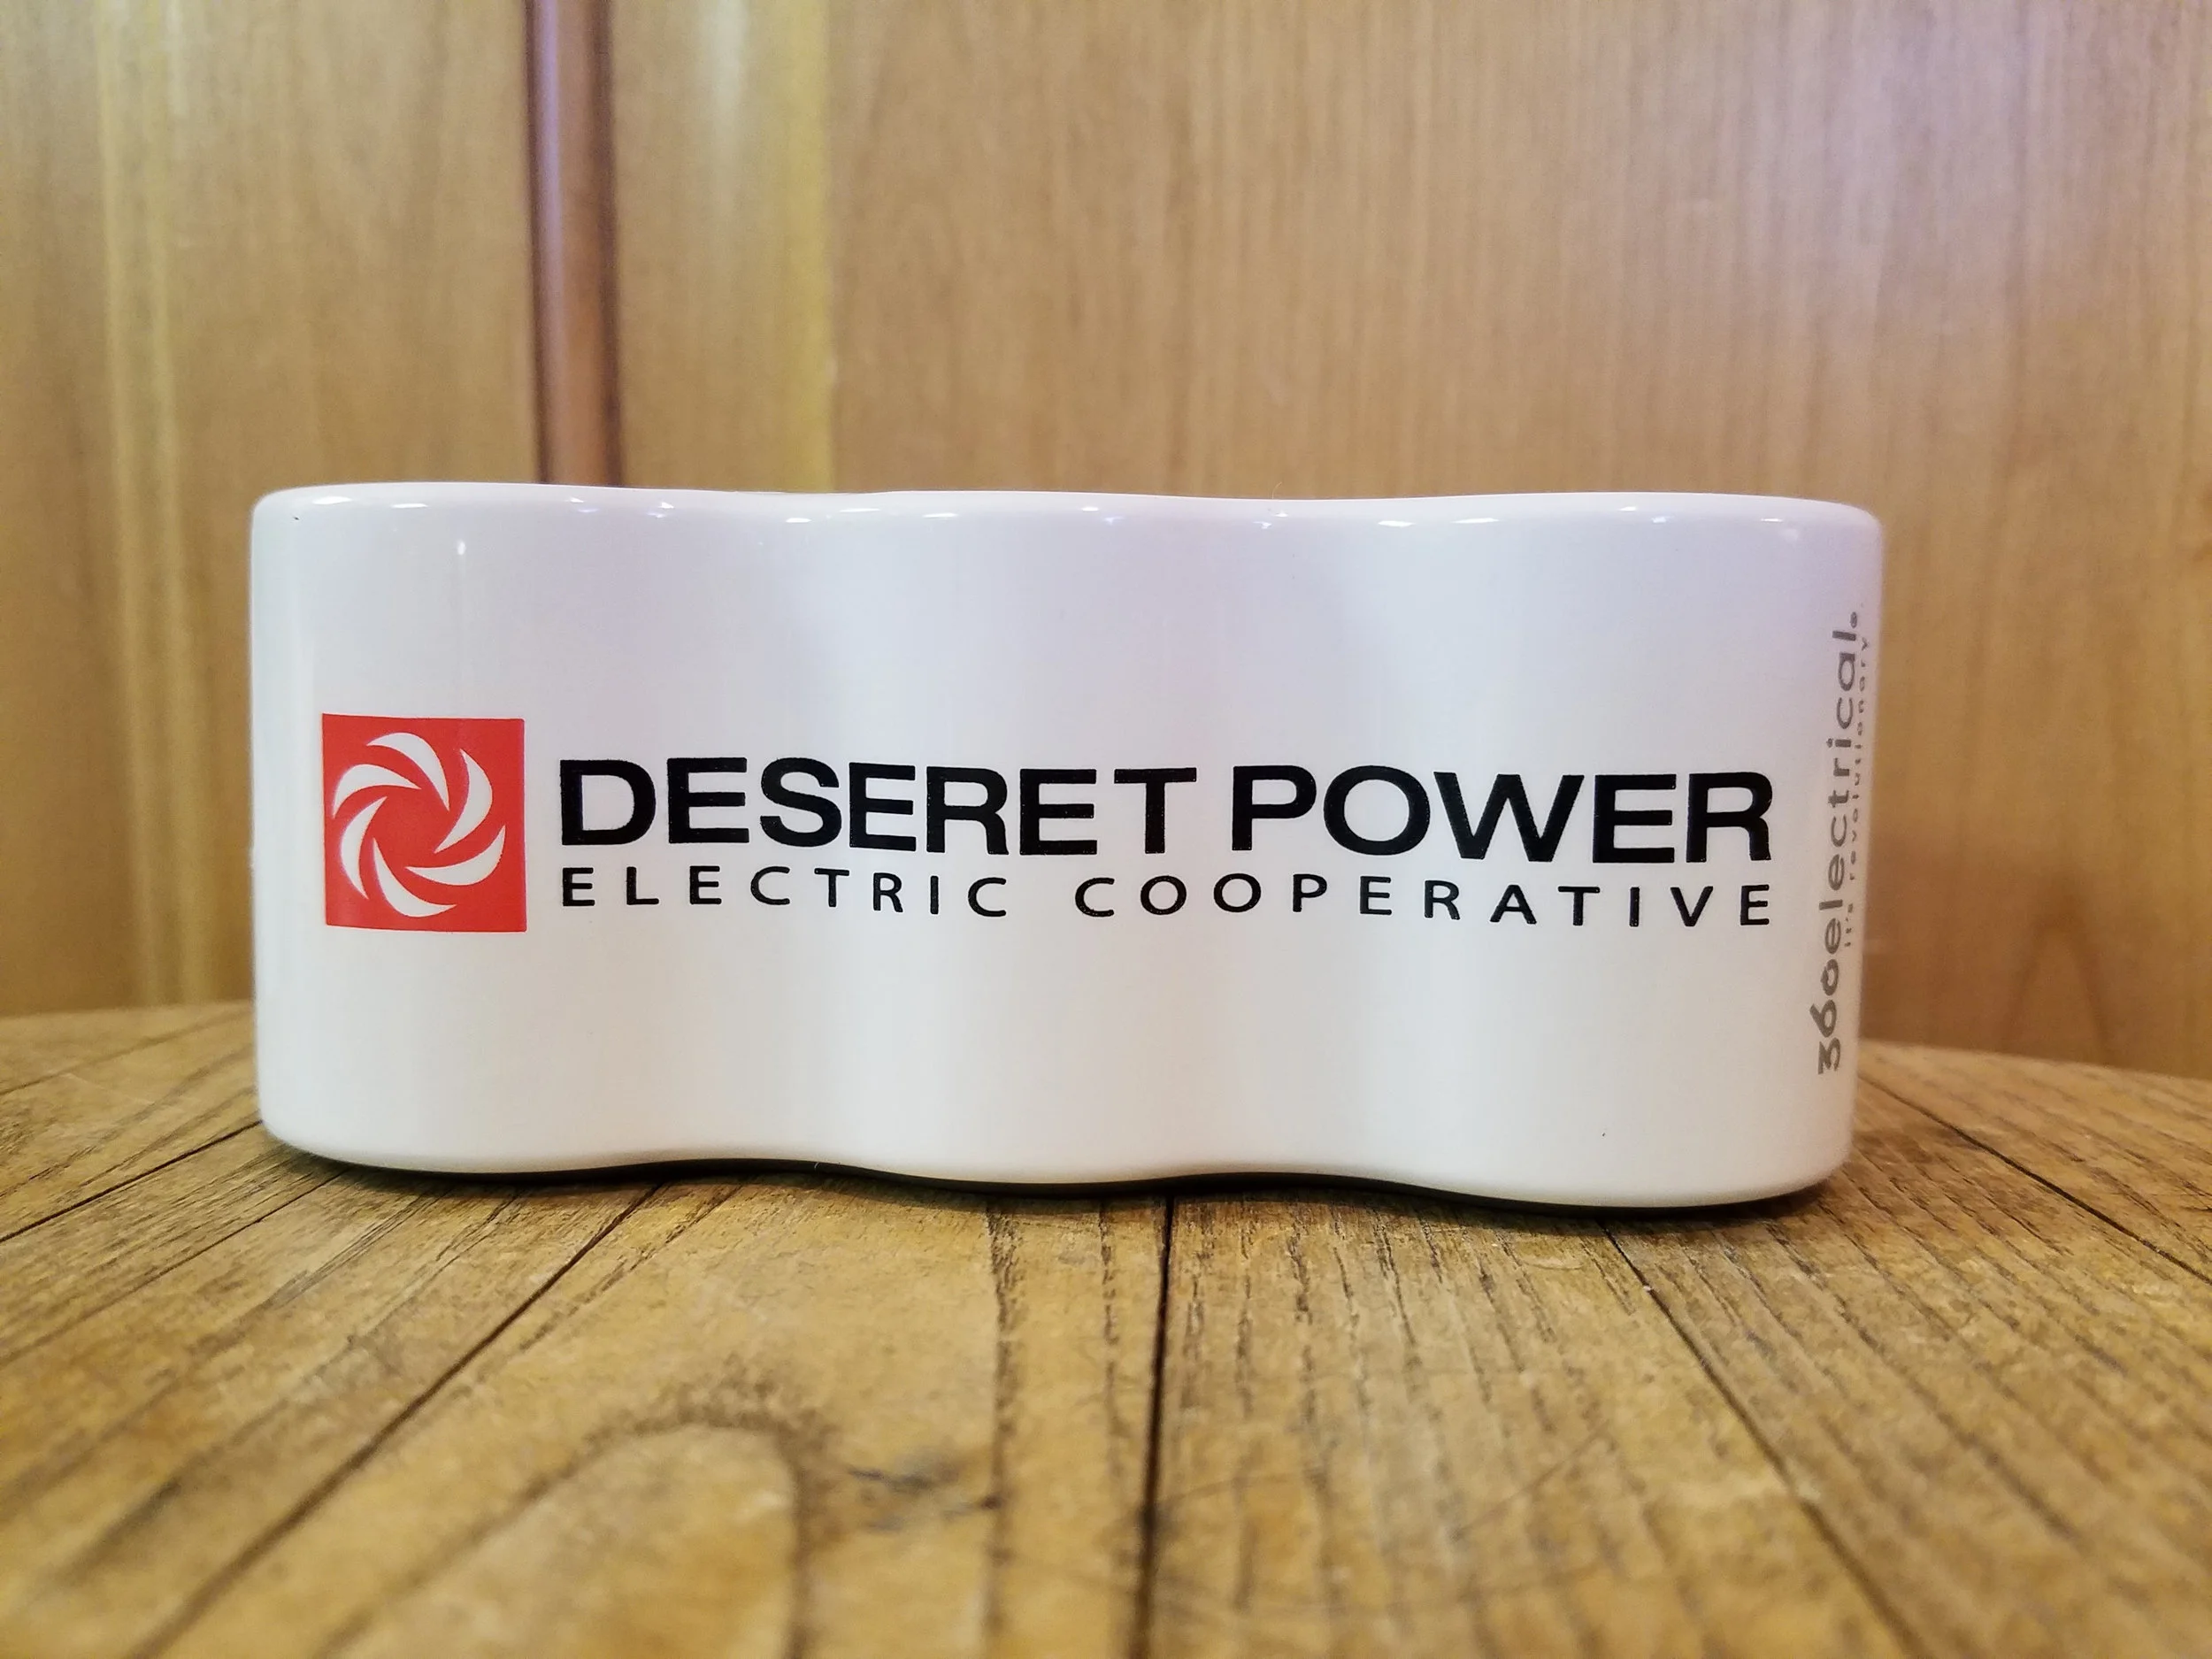 DESERET POWER
ELECTRIC COOPERATIVE
360electrical®
it's revolutionary